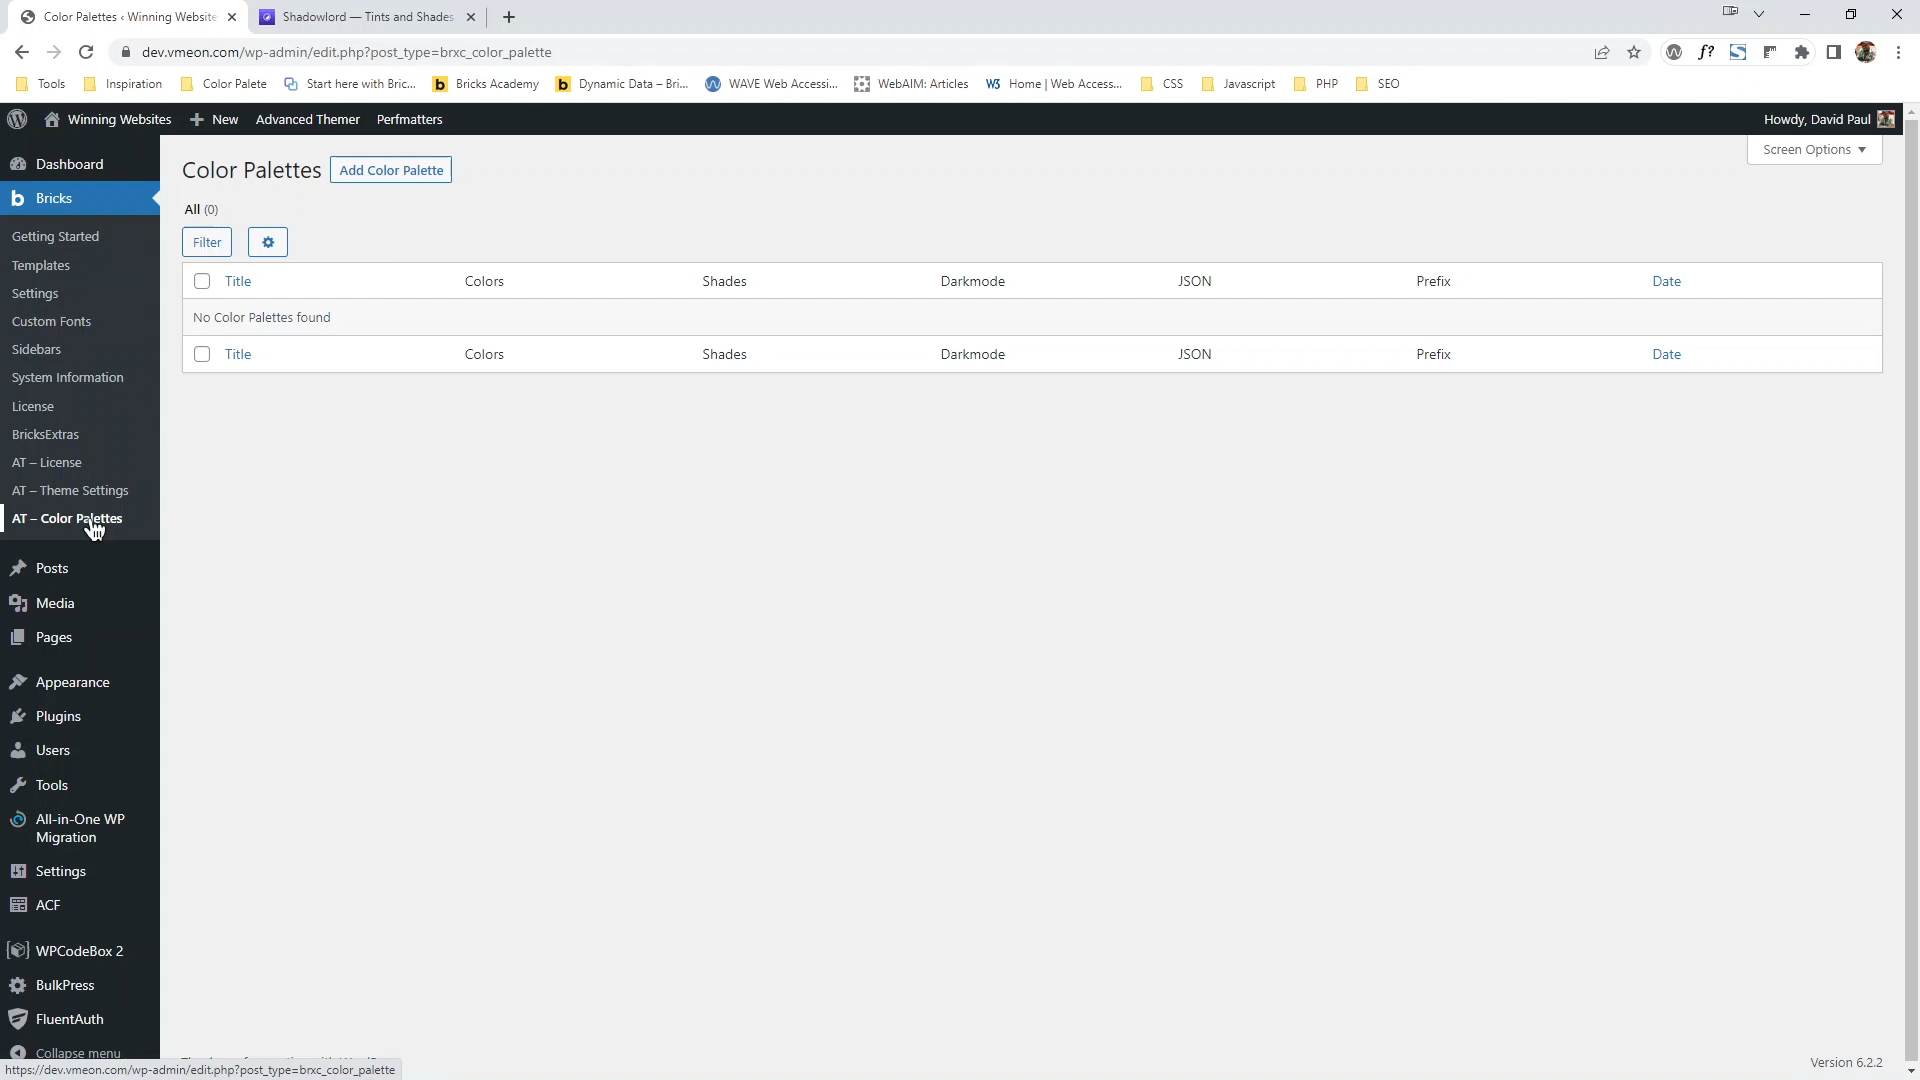 Color Palettes ‹ Winning Website
Shadowlord — Tints and Shades
dev.vmeon.com/wp-admin/edit.php?post_type=brxc_color_palette
Tools
Inspiration
Color Palete
Start here with Bric...
Bricks Academy
Dynamic Data – Bri...
WAVE Web Accessi...
WebAIM: Articles
Home | Web Access...
CSS
Javascript
PHP
SEO
Winning Websites
New
Advanced Themer
Perfmatters
Howdy, David Paul
Dashboard
Bricks
Getting Started
Templates
Settings
Custom Fonts
Sidebars
System Information
License
BricksExtras
AT – License
AT – Theme Settings
AT – Color Palettes
Posts
Media
Pages
Appearance
Plugins
Users
Tools
All-in-One WP
Migration
Settings
ACF
WPCodeBox 2
BulkPress
FluentAuth
Collapse menu
Color Palettes
Add Color Palette
Screen Options
All (0)
Filter
Title Colors Shades Darkmode JSON Prefix Date
No Color Palettes found
Title Colors Shades Darkmode JSON Prefix Date
Version 6.2.2
https://dev.vmeon.com/wp-admin/edit.php?post_type=brxc_color_palette